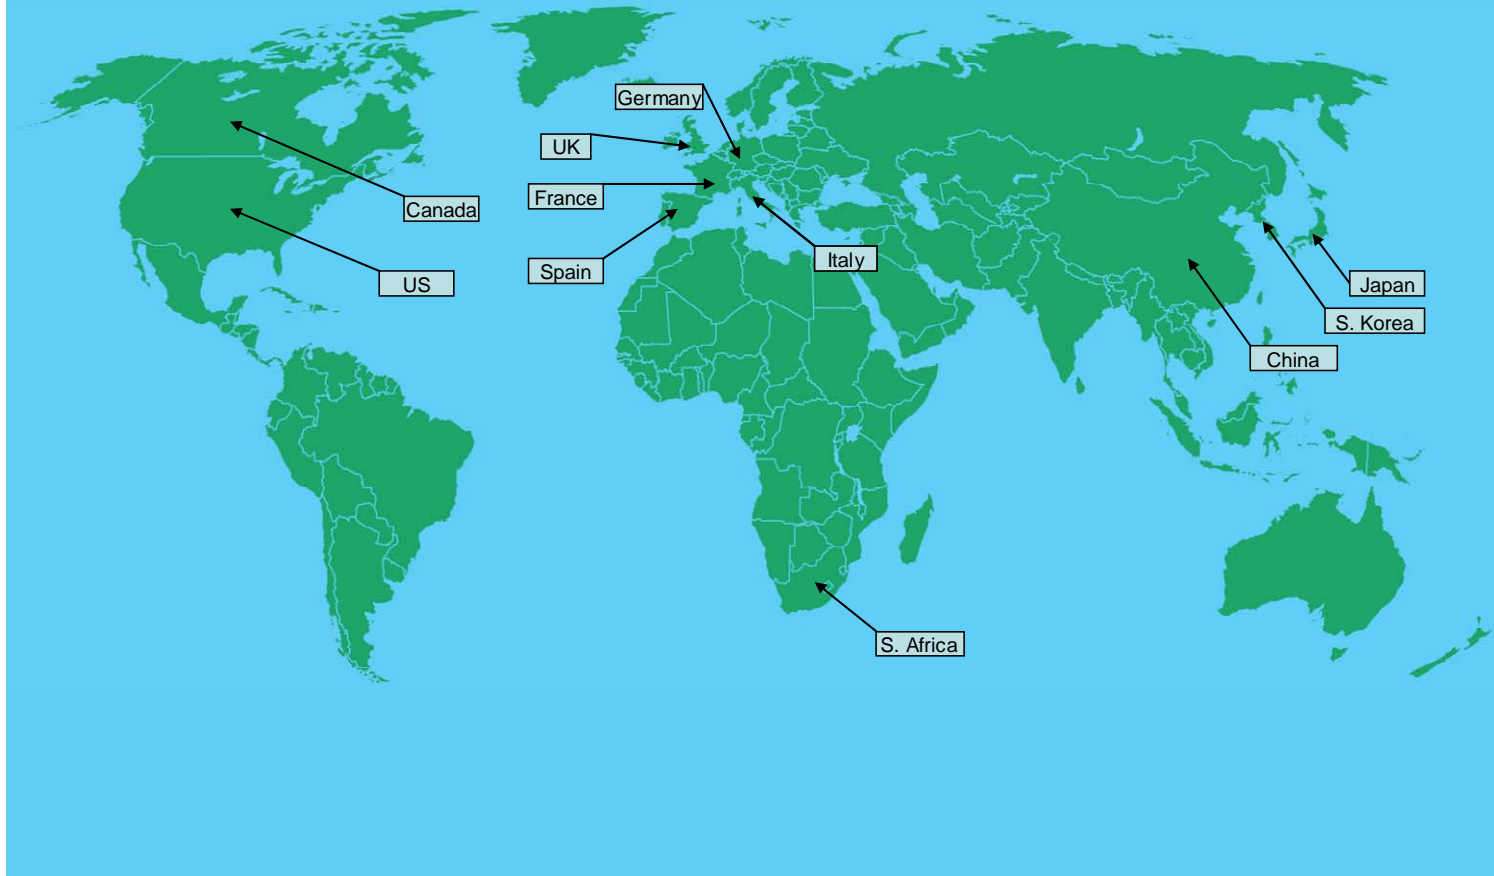 Germany
UK
France
Canada
Italy
Spain
US
Japan
S. Korea
China
S. Africa